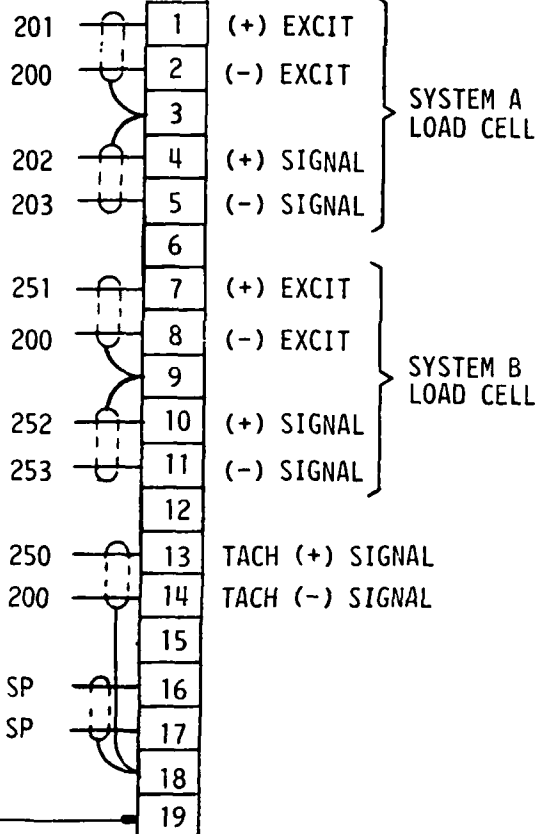 201 1 (+) EXCIT
200 2 (-) EXCIT
3
SYSTEM A
LOAD CELL
202 4 (+) SIGNAL
203 5 (-) SIGNAL
6
251 7 (+) EXCIT
200 8 (-) EXCIT
9
SYSTEM B
LOAD CELL
252 10 (+) SIGNAL
253 11 (-) SIGNAL
12
250 13 TACH (+) SIGNAL
200 14 TACH (-) SIGNAL
15
SP 16
SP 17
18
19